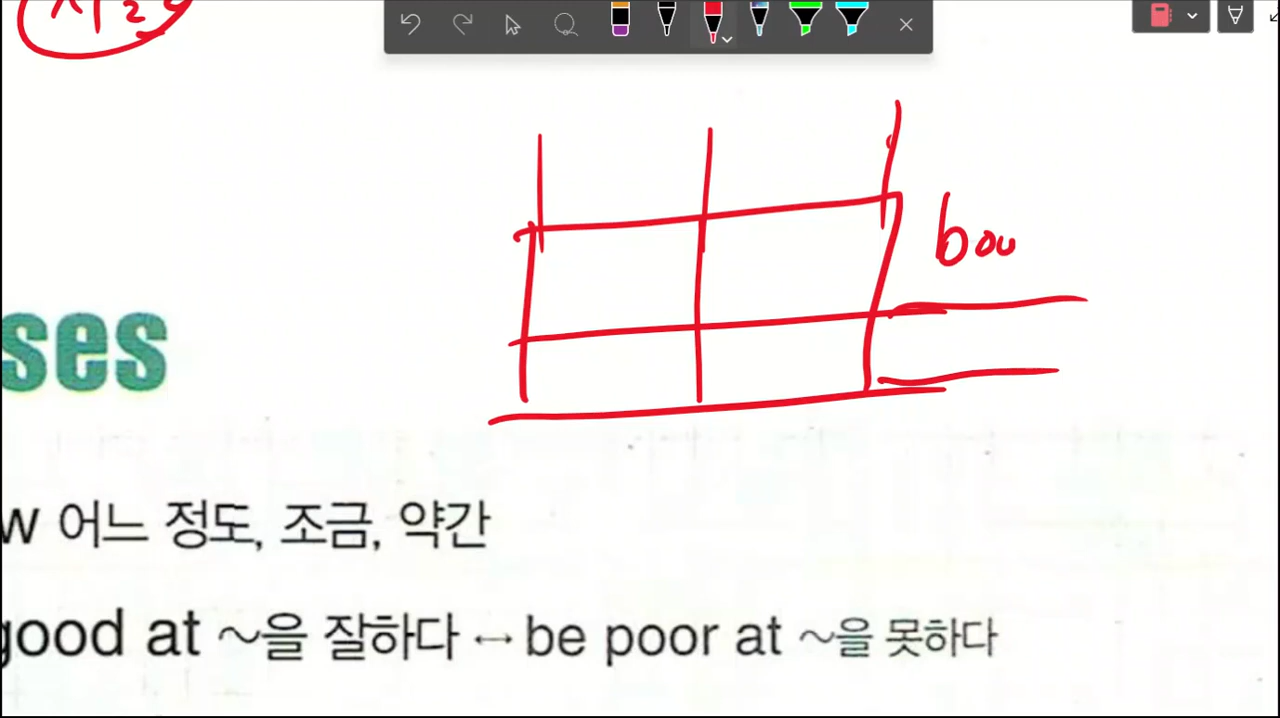 bou
ses
w 어느 정도, 조금, 약간
good at ~을 잘하다 ↔ be poor at ~을 못하다